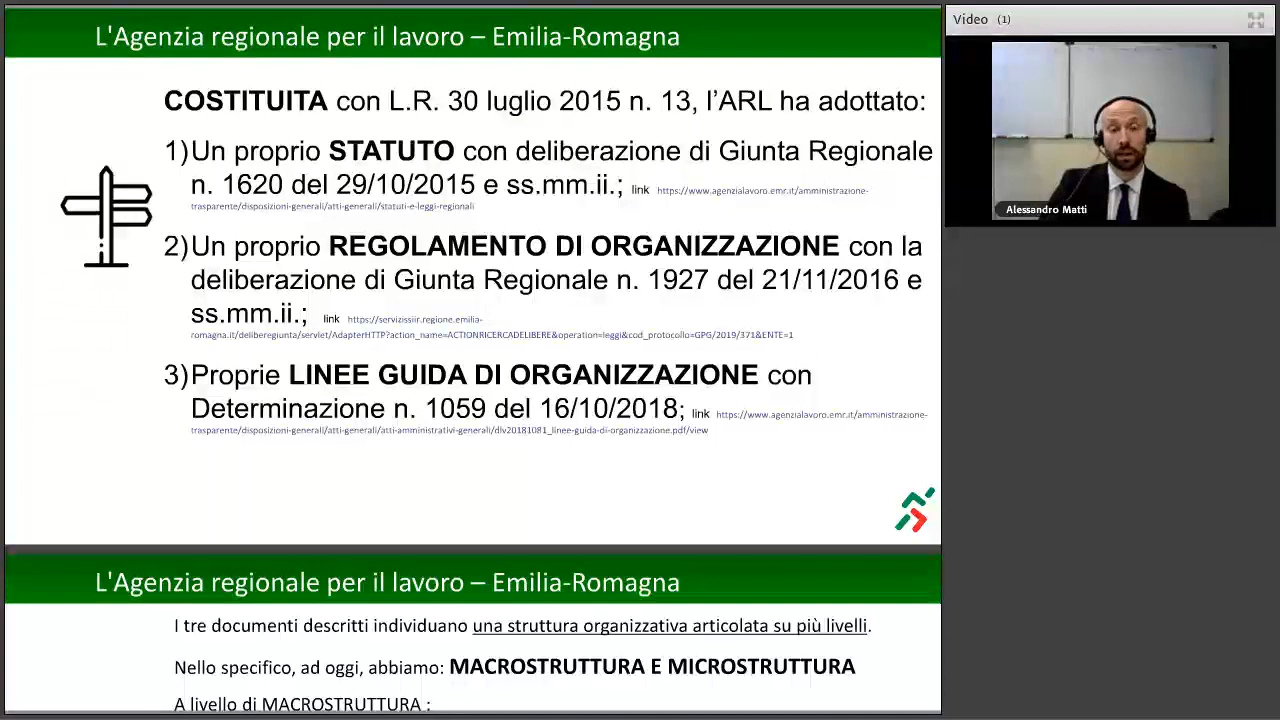 L'Agenzia regionale per il lavoro – Emilia-Romagna
COSTITUITA con L.R. 30 luglio 2015 n. 13, l'ARL ha adottato:
1) Un proprio STATUTO con deliberazione di Giunta Regionale
n. 1620 del 29/10/2015 e ss.mm.ii.; link https://www.agenzialavoro.emr.it/amministrazione-
trasparente/disposizioni-generali/atti-generali/statuti-e-leggi-regionali
2) Un proprio REGOLAMENTO DI ORGANIZZAZIONE con la
deliberazione di Giunta Regionale n. 1927 del 21/11/2016 e
ss.mm.ii.; link https://servizissiir.regione.emilia-
romagna.it/deliberegiunta/servlet/AdapterHTTP?action_name=ACTIONRICERCADELIBERE&operation=leggi&cod_protocollo=GPG/2019/371&ENTE=1
3) Proprie LINEE GUIDA DI ORGANIZZAZIONE con
Determinazione n. 1059 del 16/10/2018; link https://www.agenzialavoro.emr.it/amministrazione-
trasparente/disposizioni-generali/atti-generali/atti-amministrativi-generali/dlv20181081_linee-guida-di-organizzazione.pdf/view
L'Agenzia regionale per il lavoro – Emilia-Romagna
I tre documenti descritti individuano una struttura organizzativa articolata su più livelli.
Nello specifico, ad oggi, abbiamo: MACROSTRUTTURA E MICROSTRUTTURA
A livello di MACROSTRUTTURA :
Video (1)
Alessandro Matti